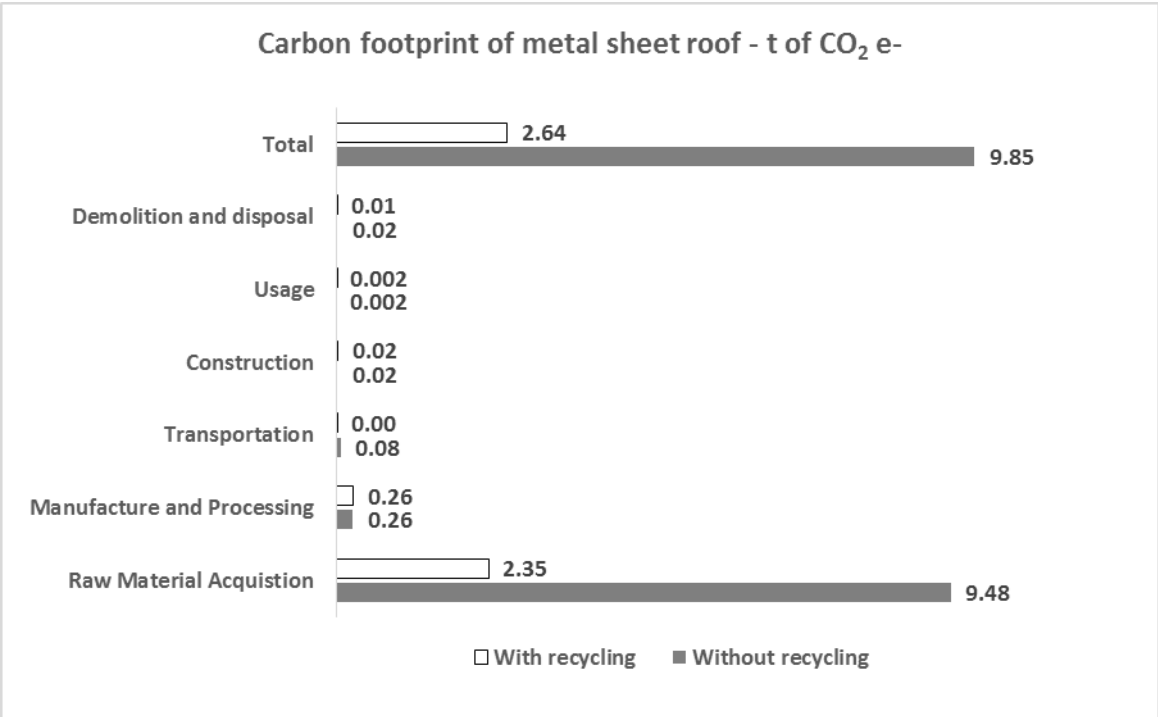 Carbon footprint of metal sheet roof - t of CO₂ e-
Total
2.64
9.85
Demolition and disposal
0.01
0.02
Usage
0.002
0.002
Construction
0.02
0.02
Transportation
0.00
0.08
Manufacture and Processing
0.26
0.26
Raw Material Acquistion
2.35
9.48
With recycling
Without recycling